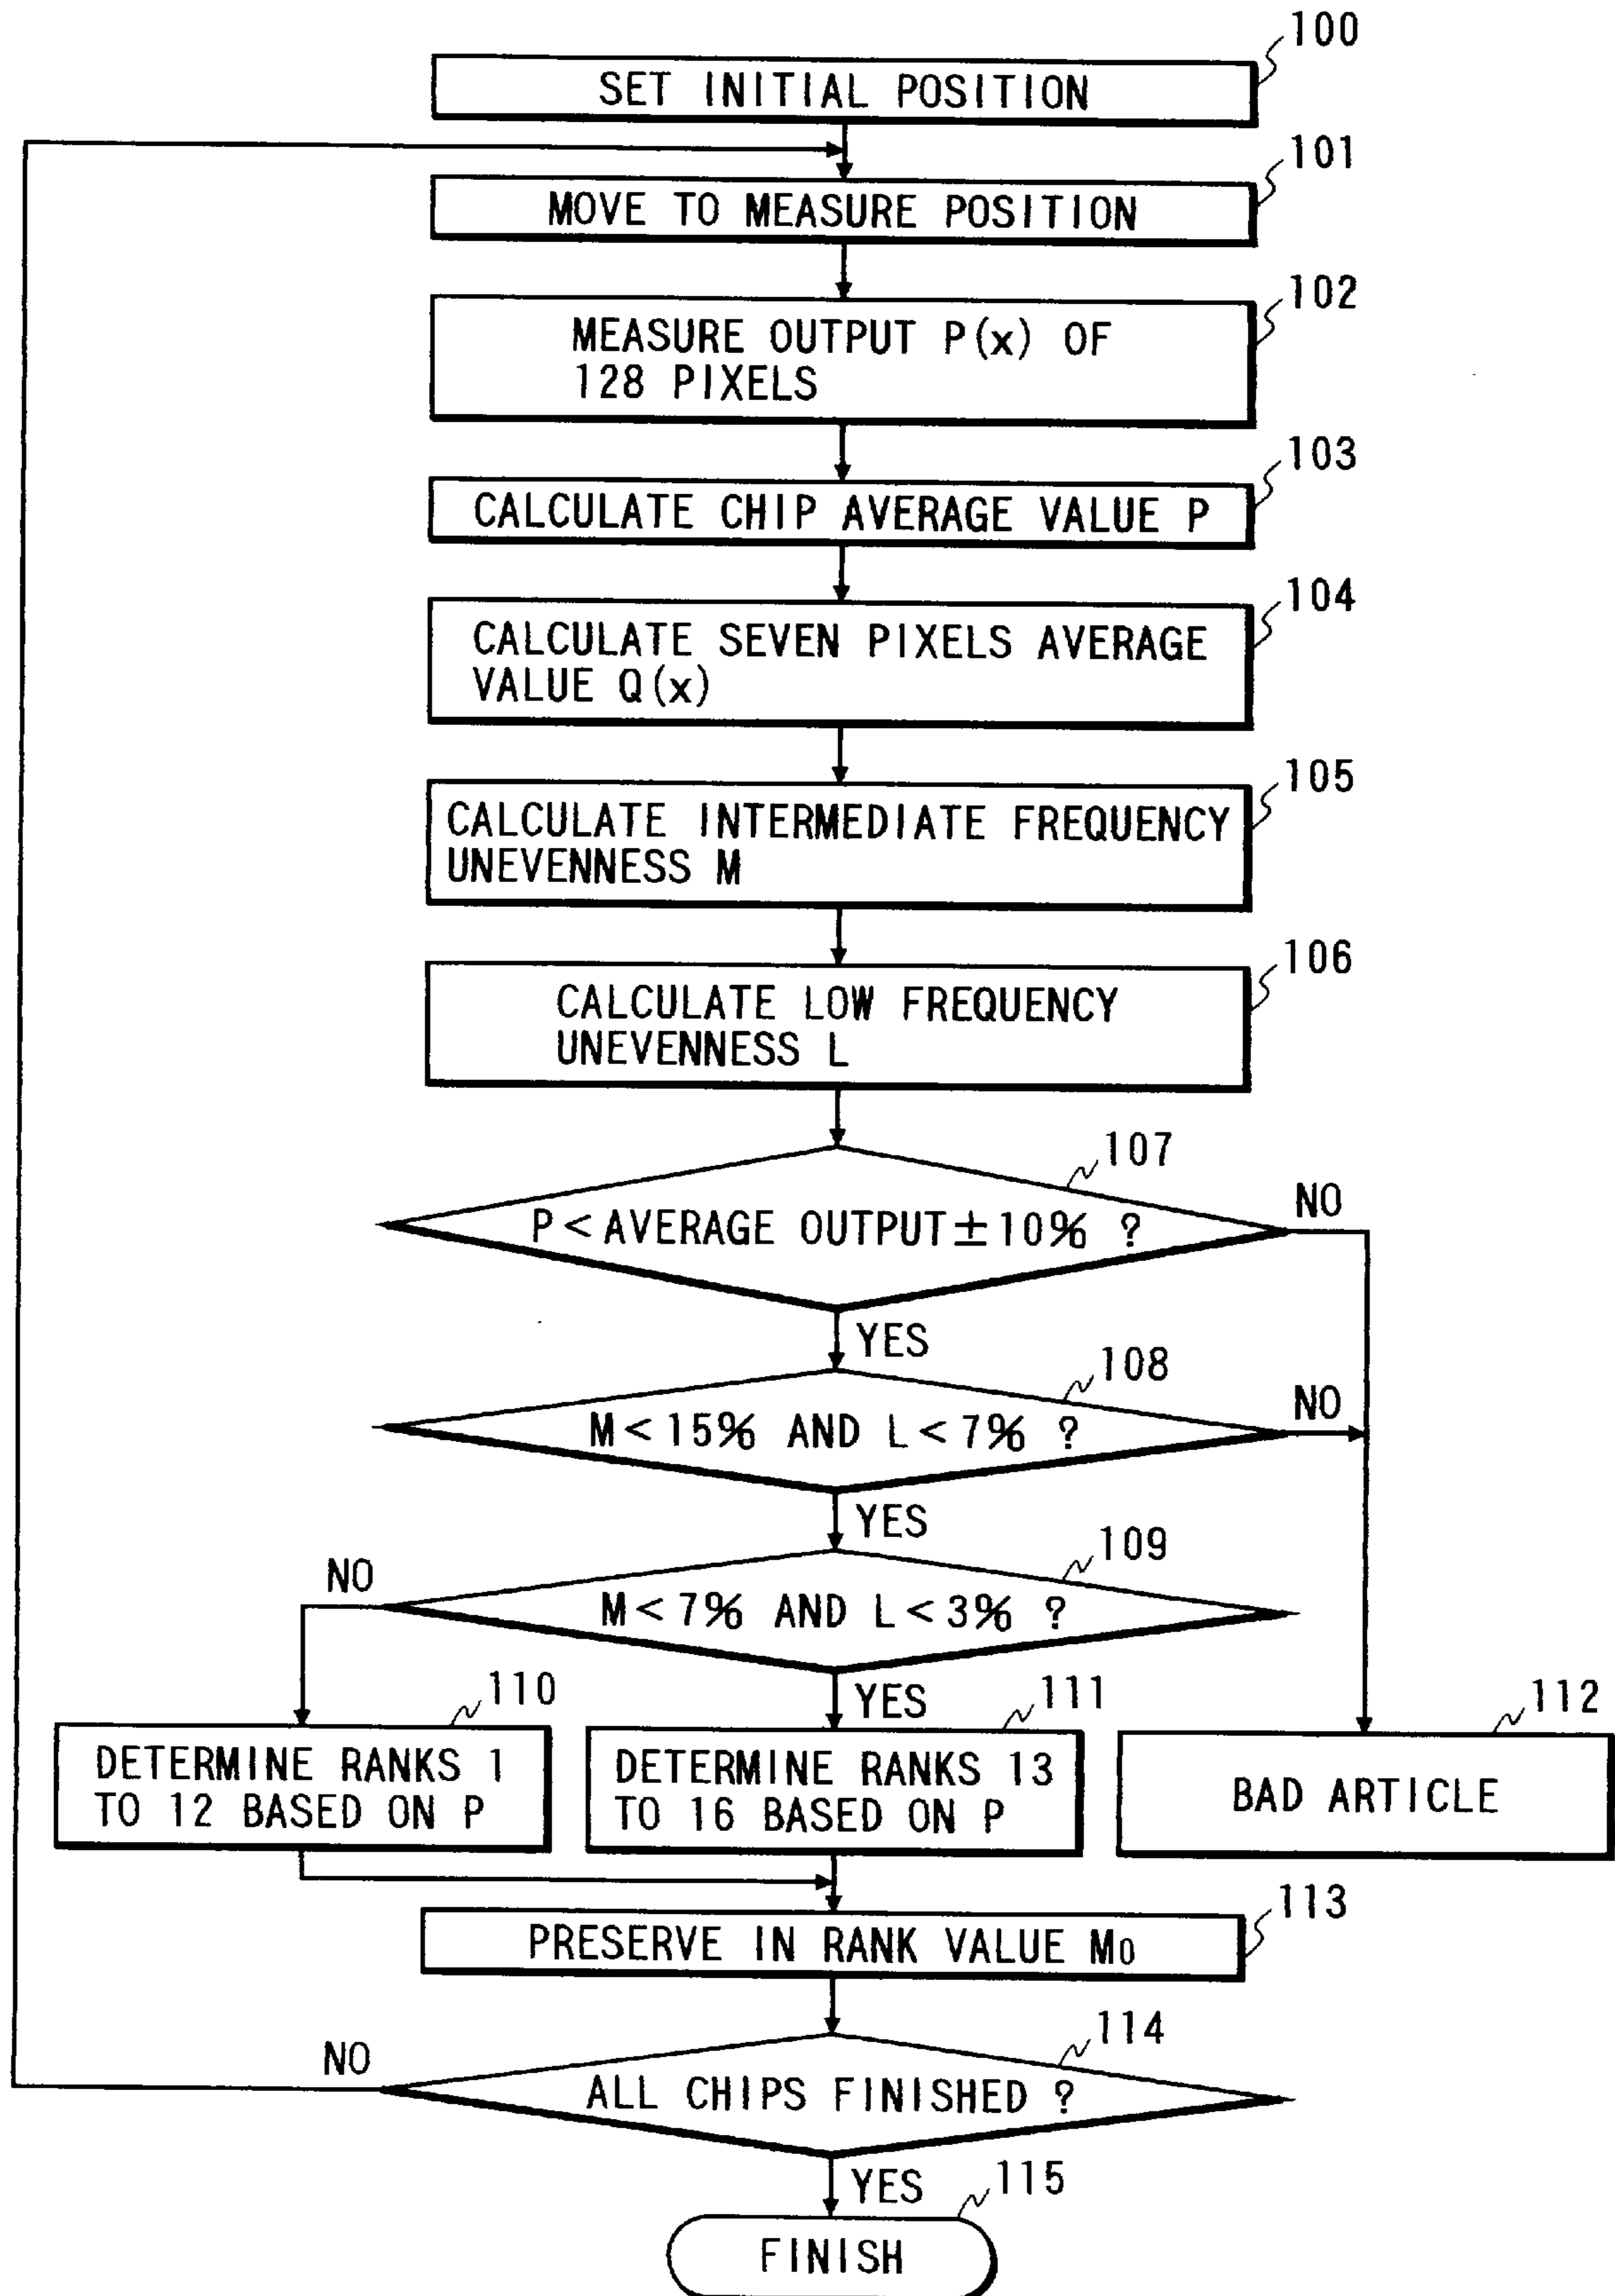 100
SET INITIAL POSITION
101
MOVE TO MEASURE POSITION
102
MEASURE OUTPUT P(x) OF
128 PIXELS
103
CALCULATE CHIP AVERAGE VALUE P
104
CALCULATE SEVEN PIXELS AVERAGE
VALUE Q(x)
105
CALCULATE INTERMEDIATE FREQUENCY
UNEVENNESS M
106
CALCULATE LOW FREQUENCY
UNEVENNESS L
107
P < AVERAGE OUTPUT ± 10% ?
NO
YES
108
M < 15% AND L < 7% ?
NO
YES
109
M < 7% AND L < 3% ?
NO
YES
110
DETERMINE RANKS 1
TO 12 BASED ON P
111
DETERMINE RANKS 13
TO 16 BASED ON P
112
BAD ARTICLE
113
PRESERVE IN RANK VALUE M0
114
ALL CHIPS FINISHED ?
NO
YES
115
FINISH